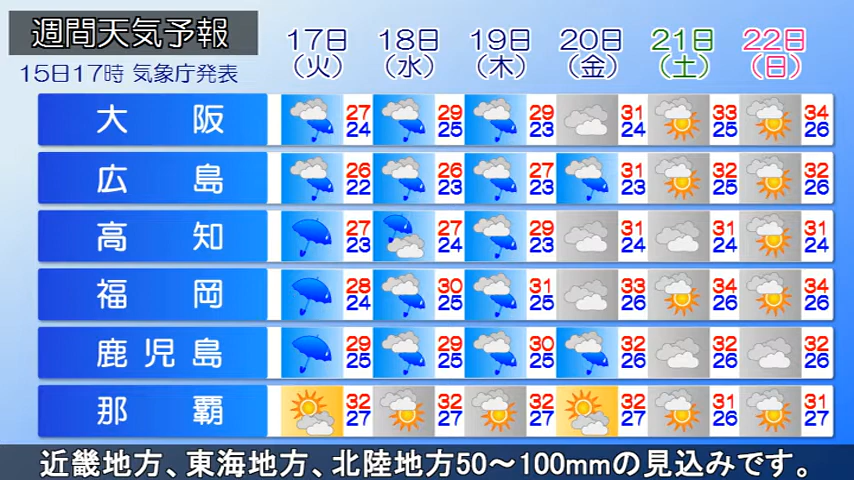 週間天気予報
15日17時 気象庁発表
17日 18日 19日 20日 21日 22日
(火) (水) (木) (金) (土) (日)
大阪 27 24 29 25 29 23 31 24 33 25 34 26
広島 26 22 26 23 27 23 31 23 32 25 32 26
高知 27 23 27 24 29 23 31 24 31 24 31 24
福岡 28 24 30 25 31 25 33 26 34 26 34 26
鹿児島 29 25 29 25 30 25 32 26 32 26 32 26
那覇 32 27 32 27 32 27 32 27 31 26 31 27
近畿地方、東海地方、北陸地方50～100mmの見込みです。